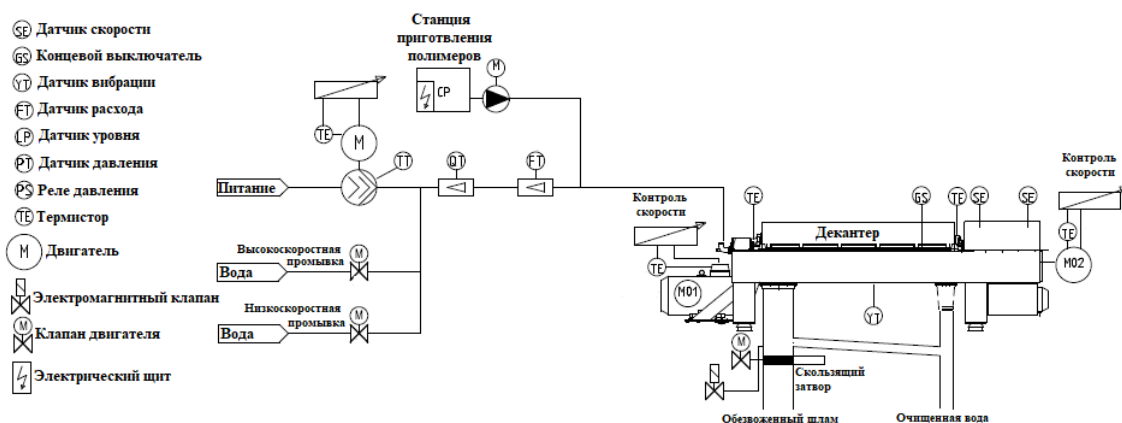 SE Датчик скорости
GS Концевой выключатель
YT Датчик вибрации
FT Датчик расхода
LP Датчик уровня
PT Датчик давления
PS Реле давления
TE Термистор
M Двигатель
Электромагнитный клапан
M Клапан двигателя
Электрический щит
Станция
приготвления
полимеров
CP
M
TE
M
TT
QT
FT
Питание
Высокоскоростная
промывка
M
Вода
Низкоскоростная
промывка
M
Вода
Контроль
скорости
TE
M01
TE
Декантер
GS
TE
SE
SE
Контроль
скорости
TE
M02
YT
M
Скользящий
затвор
Обезвоженный шлам
Очищенная вода